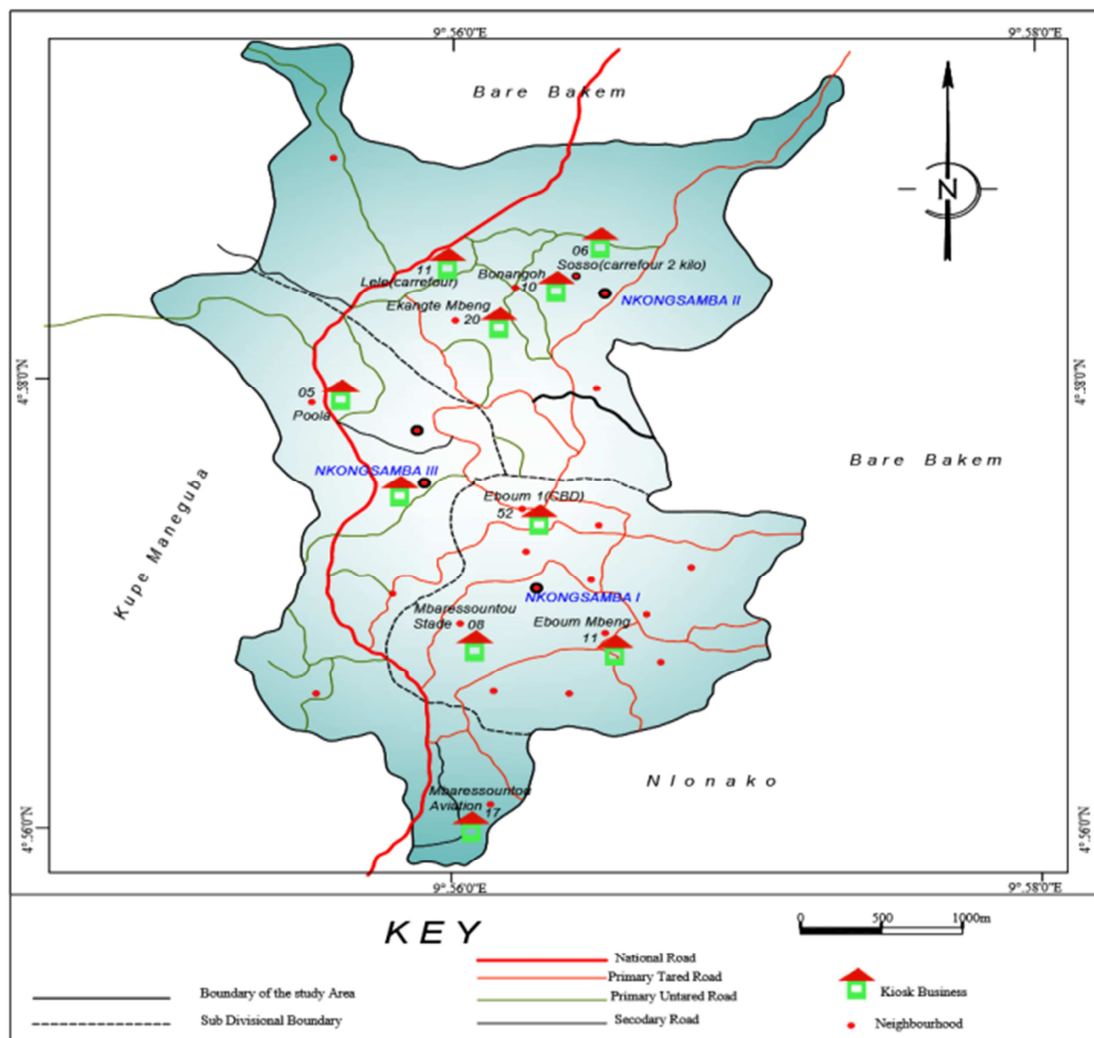 9°.56'0"E
9°.58'0"E
Bare Bakem
N
06
Sosso(carrefour 2 kilo)
11
Lele(carrefour)
Bonangoh
10
NKONGSAMBA II
Ekangte Mbeng
20
4°.58'0"N
4°.58'0"N
05
Poola
Bare Bakem
NKONGSAMBA III
Kupe Maneguba
Eboum 1(CBD)
52
NKONGSAMBA I
Mbaressountou
Stade 08
Eboum Mbeng
11
Nlonako
Mbaressountou
Aviation 17
4°.56'0"N
4°.56'0"N
9°.56'0"E
9°.58'0"E
KEY
0 500 1000m
National Road
Primary Tared Road
Boundary of the study Area
Primary Untared Road
Kiosk Business
Sub Divisional Boundary
Secodary Road
Neighbourhood